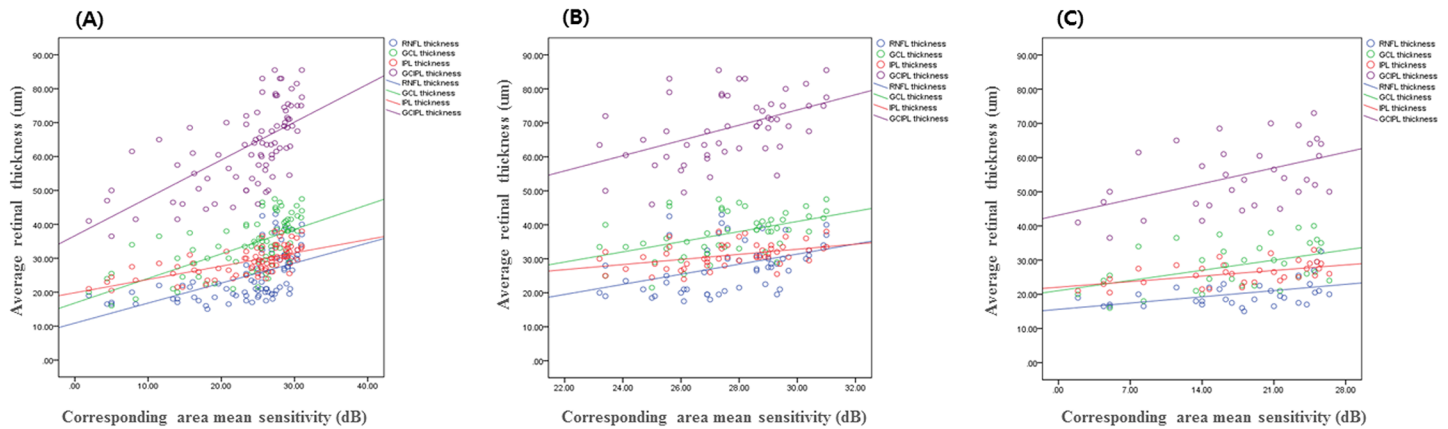 (A)
Average retinal thickness (um)
90.00
80.00
70.00
60.00
50.00
40.00
30.00
20.00
10.00
.00
.00 10.00 20.00 30.00 40.00
Corresponding area mean sensitivity (dB)
RNFL thickness
GCL thickness
IPL thickness
GCIPL thickness
RNFL thickness
GCL thickness
IPL thickness
GCIPL thickness
(B)
Average retinal thickness (um)
90.00
80.00
70.00
60.00
50.00
40.00
30.00
20.00
10.00
.00
22.00 24.00 26.00 28.00 30.00 32.00
Corresponding area mean sensitivity (dB)
RNFL thickness
GCL thickness
IPL thickness
GCIPL thickness
RNFL thickness
GCL thickness
IPL thickness
GCIPL thickness
(C)
Average retinal thickness (um)
90.00
80.00
70.00
60.00
50.00
40.00
30.00
20.00
10.00
.00
.00 7.00 14.00 21.00 28.00
Corresponding area mean sensitivity (dB)
RNFL thickness
GCL thickness
IPL thickness
GCIPL thickness
RNFL thickness
GCL thickness
IPL thickness
GCIPL thickness